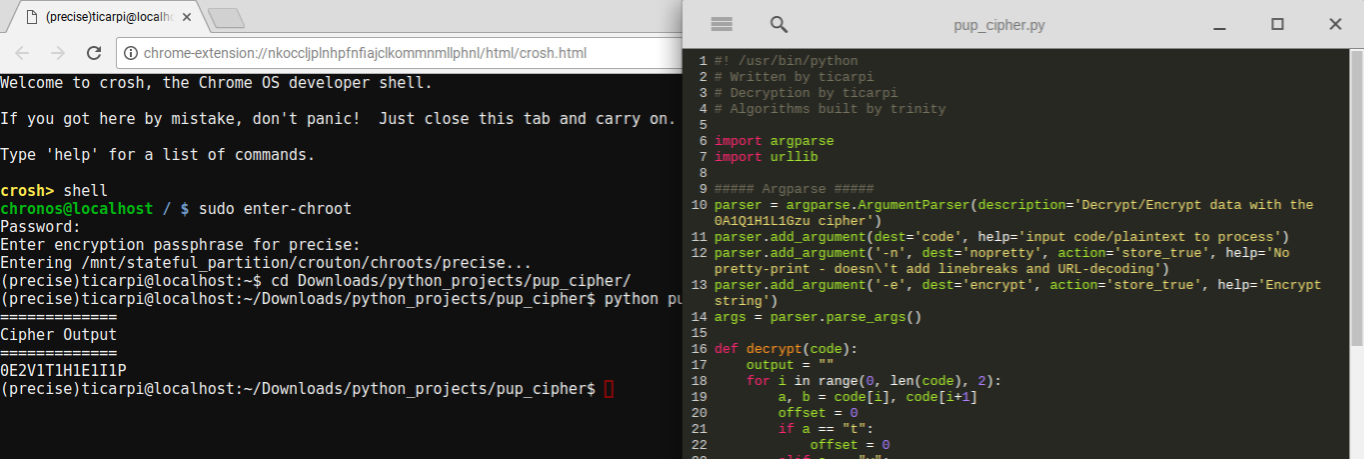 (precise)ticarpi@localh
chrome-extension://nkoccljplnhpfnfiajclkommnmllphnl/html/crosh.html
Welcome to crosh, the Chrome OS developer shell.
If you got here by mistake, don't panic!  Just close this tab and carry on.
Type 'help' for a list of commands.
crosh> shell
chronos@localhost / $ sudo enter-chroot
Password:
Enter encryption passphrase for precise:
Entering /mnt/stateful_partition/crouton/chroots/precise...
(precise)ticarpi@localhost:~$ cd Downloads/python_projects/pup_cipher/
(precise)ticarpi@localhost:~/Downloads/python_projects/pup_cipher$ python pu
=============
Cipher Output
=============
0E2V1T1H1E1I1P
(precise)ticarpi@localhost:~/Downloads/python_projects/pup_cipher$
pup_cipher.py
1 #! /usr/bin/python
2 # Written by ticarpi
3 # Decryption by ticarpi
4 # Algorithms built by trinity
5
6 import argparse
7 import urllib
8
9 ##### Argparse #####
10 parser = argparse.ArgumentParser(description='Decrypt/Encrypt data with the
0A1Q1H1L1Gzu cipher')
11 parser.add_argument(dest='code', help='input code/plaintext to process')
12 parser.add_argument('-n', dest='nopretty', action='store_true', help='No
pretty-print - doesn\'t add linebreaks and URL-decoding')
13 parser.add_argument('-e', dest='encrypt', action='store_true', help='Encrypt
string')
14 args = parser.parse_args()
15
16 def decrypt(code):
17     output = ""
18     for i in range(0, len(code), 2):
19         a, b = code[i], code[i+1]
20         offset = 0
21         if a == "t":
22             offset = 0